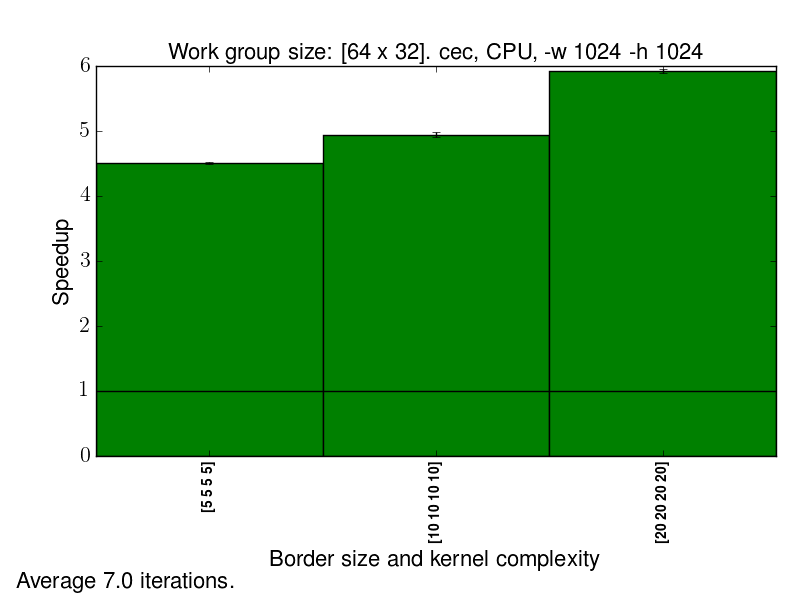 Work group size: [64 x 32]. cec, CPU, -w 1024 -h 1024
6
5
4
3
2
1
0
Speedup
[5 5 5 5]
[10 10 10 10]
[20 20 20 20]
Border size and kernel complexity
Average 7.0 iterations.